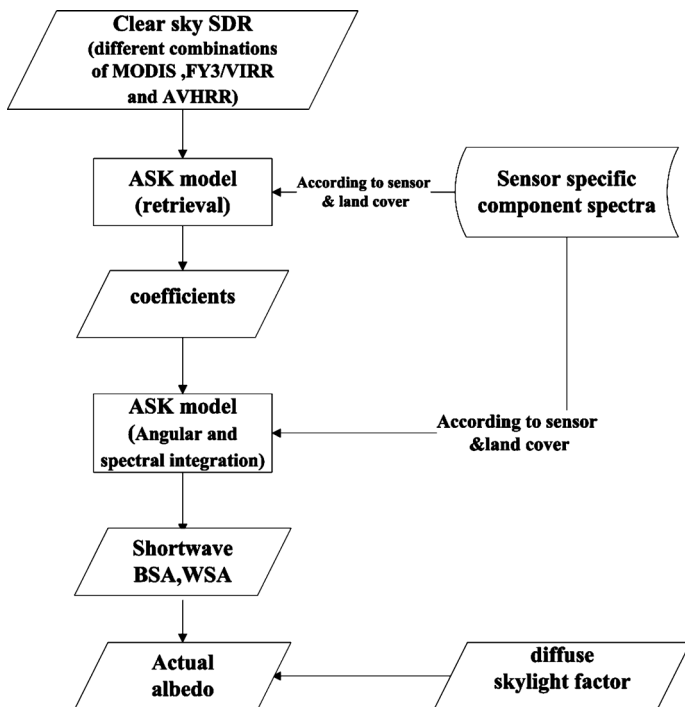 Clear sky SDR
(different combinations
of MODIS ,FY3/VIRR
and AVHRR)
ASK model
(retrieval)
According to sensor
& land cover
Sensor specific
component spectra
coefficients
ASK model
(Angular and
spectral integration)
According to sensor
&land cover
Shortwave
BSA,WSA
Actual
albedo
diffuse
skylight factor